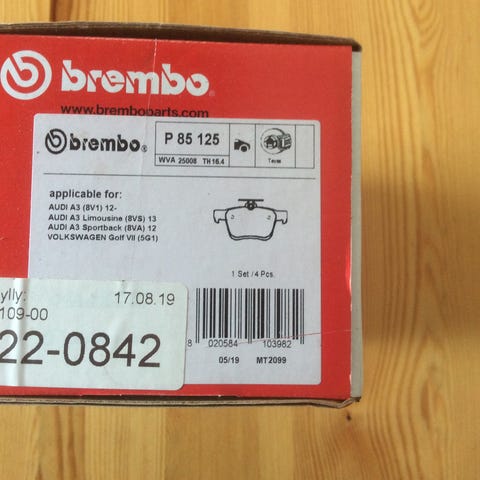 brembo
www.bremboparts.com
brembo®
P 85 125
WVA 25008 TH 16.4
Teves
applicable for:
AUDI A3 (8V1) 12-
AUDI A3 Limousine (8VS) 13
AUDI A3 Sportback (8VA) 12
VOLKSWAGEN Golf VII (5G1)
1 Set / 4 Pcs.
ylly: 17.08.19
109-00
22-0842
8 020584 103982
05/19 MT2099